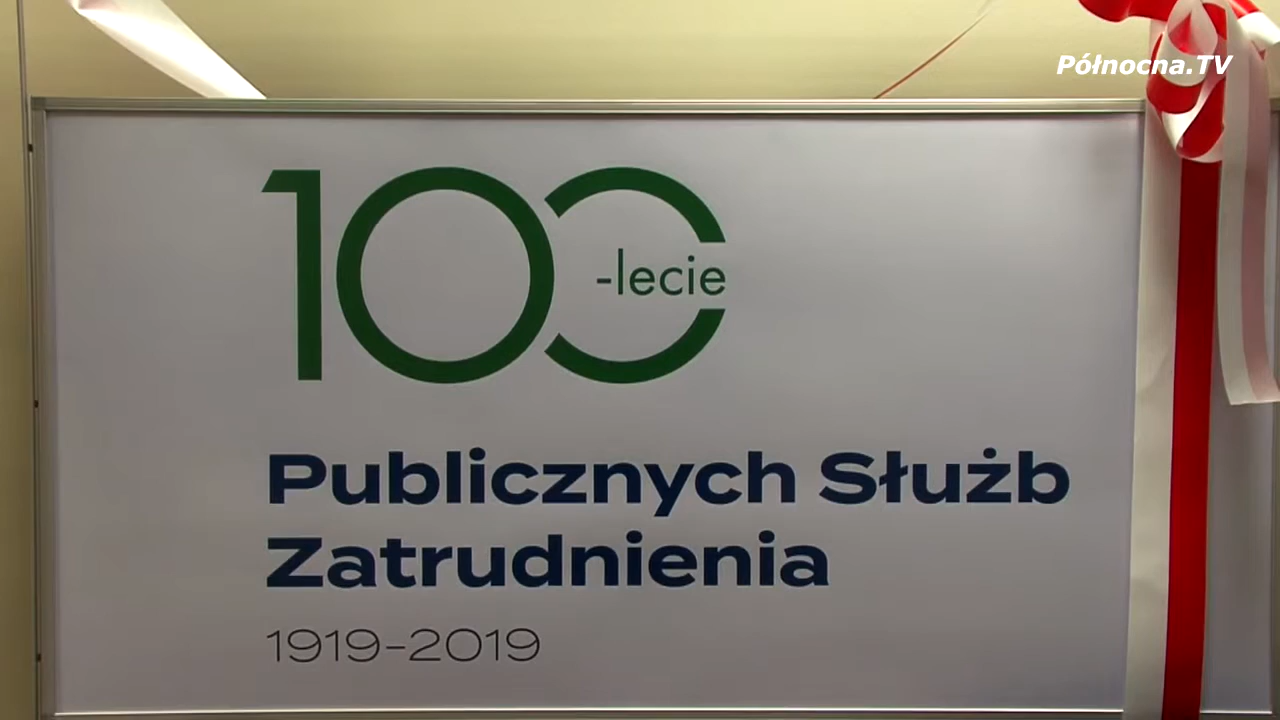 Północna.TV
100
-lecie
Publicznych Służb
Zatrudnienia
1919-2019